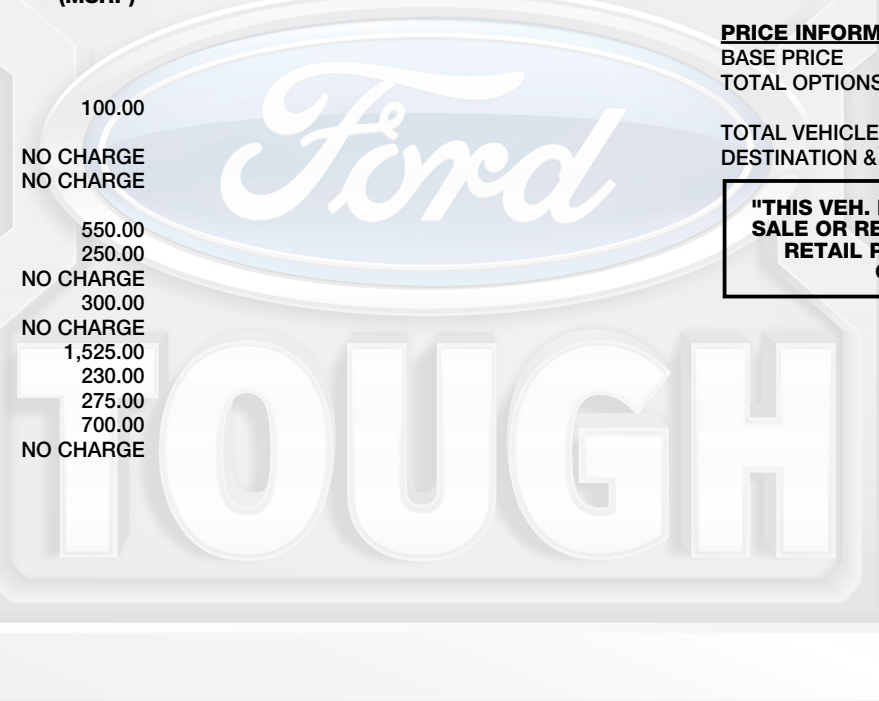 (MSRP)
100.00
NO CHARGE
NO CHARGE
550.00
250.00
NO CHARGE
300.00
NO CHARGE
1,525.00
230.00
275.00
700.00
NO CHARGE
PRICE INFORM
BASE PRICE
TOTAL OPTIONS
TOTAL VEHICLE
DESTINATION &
"THIS VEH.
SALE OR RE
RETAIL
Ford
TOUGH